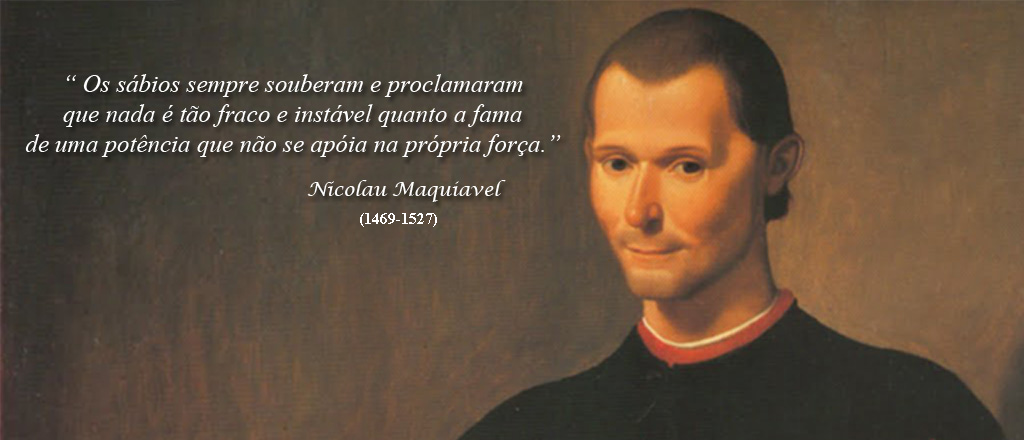 “ Os sábios sempre souberam e proclamaram
que nada é tão fraco e instável quanto a fama
de uma potência que não se apóia na própria força.”
Nicolau Maquiavel
(1469-1527)